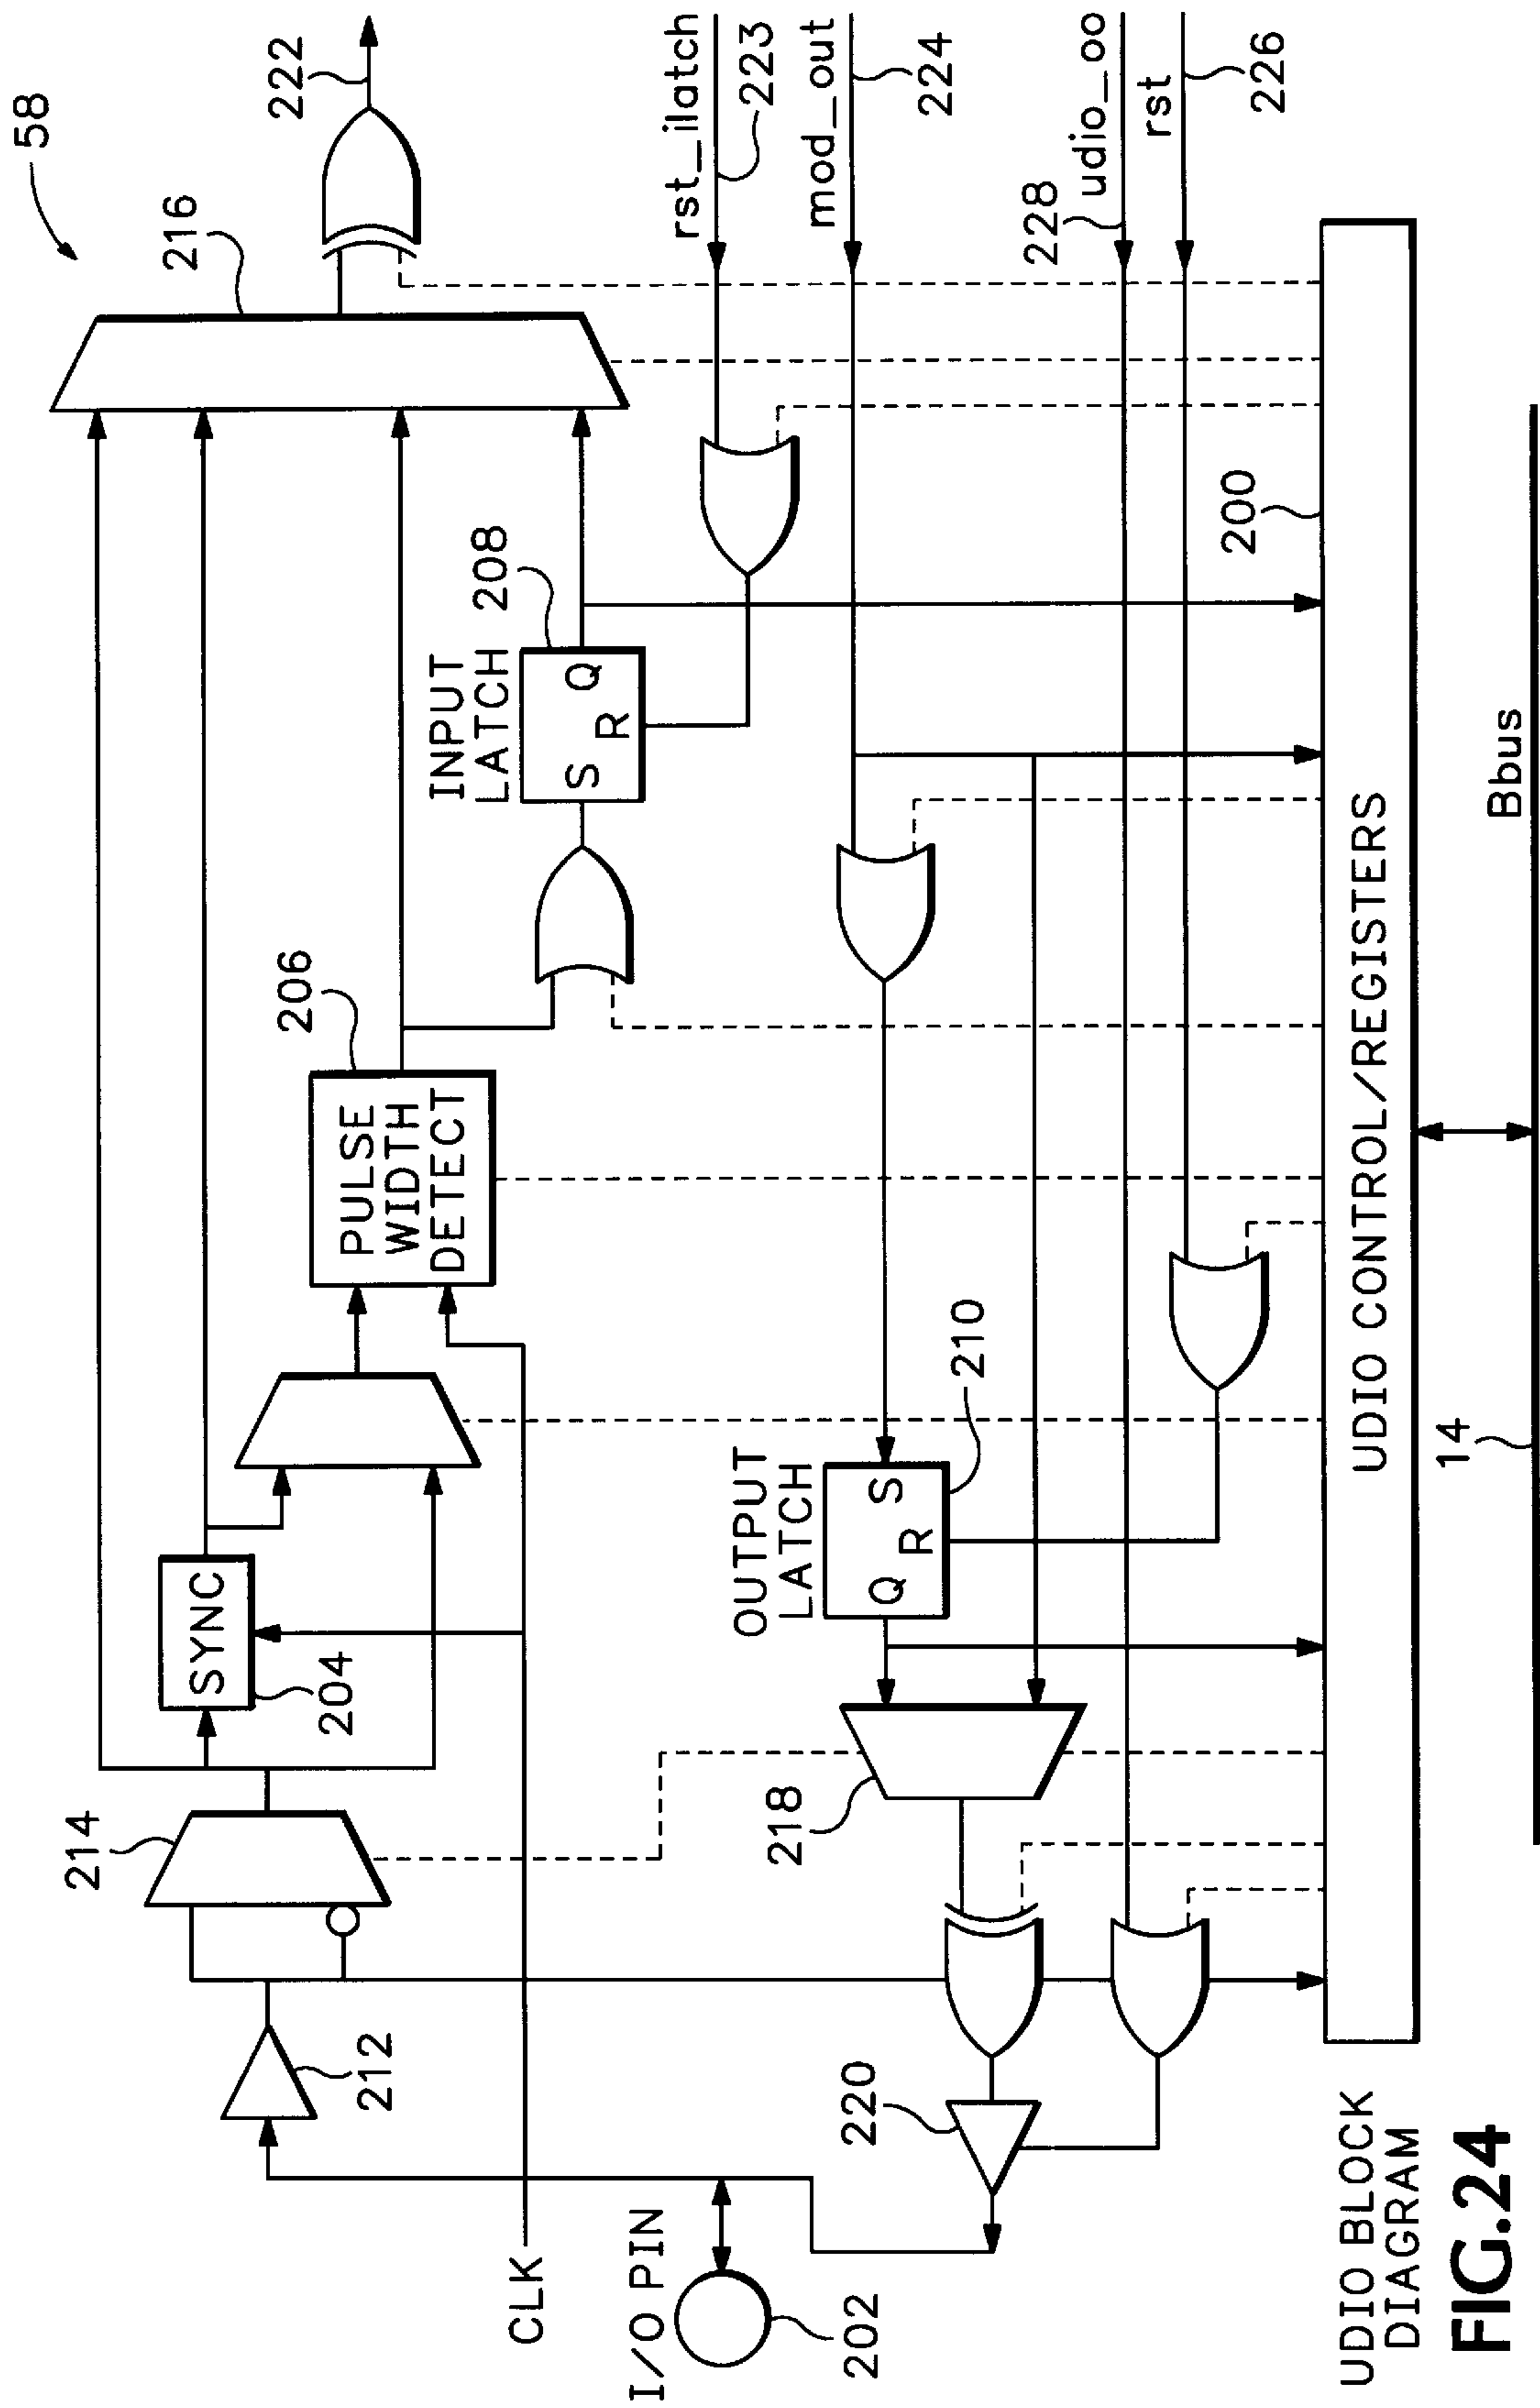 58
222
216
214
SYNC
204
212
206
PULSE
WIDTH
DETECT
INPUT
LATCH
208
S
Q
R
rst_ilatch
223
CLK
I/O PIN
202
mod_out
224
OUTPUT
LATCH
210
Q
S
R
218
220
228
udio_oo
rst
226
200
UDIO CONTROL/REGISTERS
14
Bbus
UDIO BLOCK
DIAGRAM
FIG.24